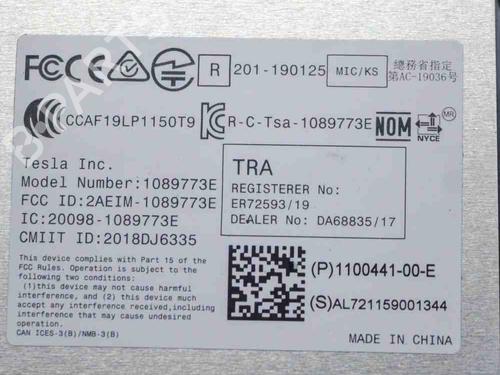 FCC CE R 201-190125 MIC/KS 總務省指定
第AC-19036号
CCAF19LP1150T9 R-C-Tsa-1089773E NOM NYCE MR
Tesla Inc.
Model Number:1089773E
FCC ID:2AEIM-1089773E
IC:20098-1089773E
CMIIT ID:2018DJ6335
TRA
REGISTERER No:
ER72593/19
DEALER No: DA68835/17
This device complies with Part 15 of the
FCC Rules. Operation is subject to the
following two conditions:
(1)this device may not cause harmful
interference, and (2) this device must
accept any interference received,including
interference that may cause undesired
operation.
CAN ICES-3(B)/NMB-3(B)
(P)1100441-00-E
(S)AL721159001344
MADE IN CHINA